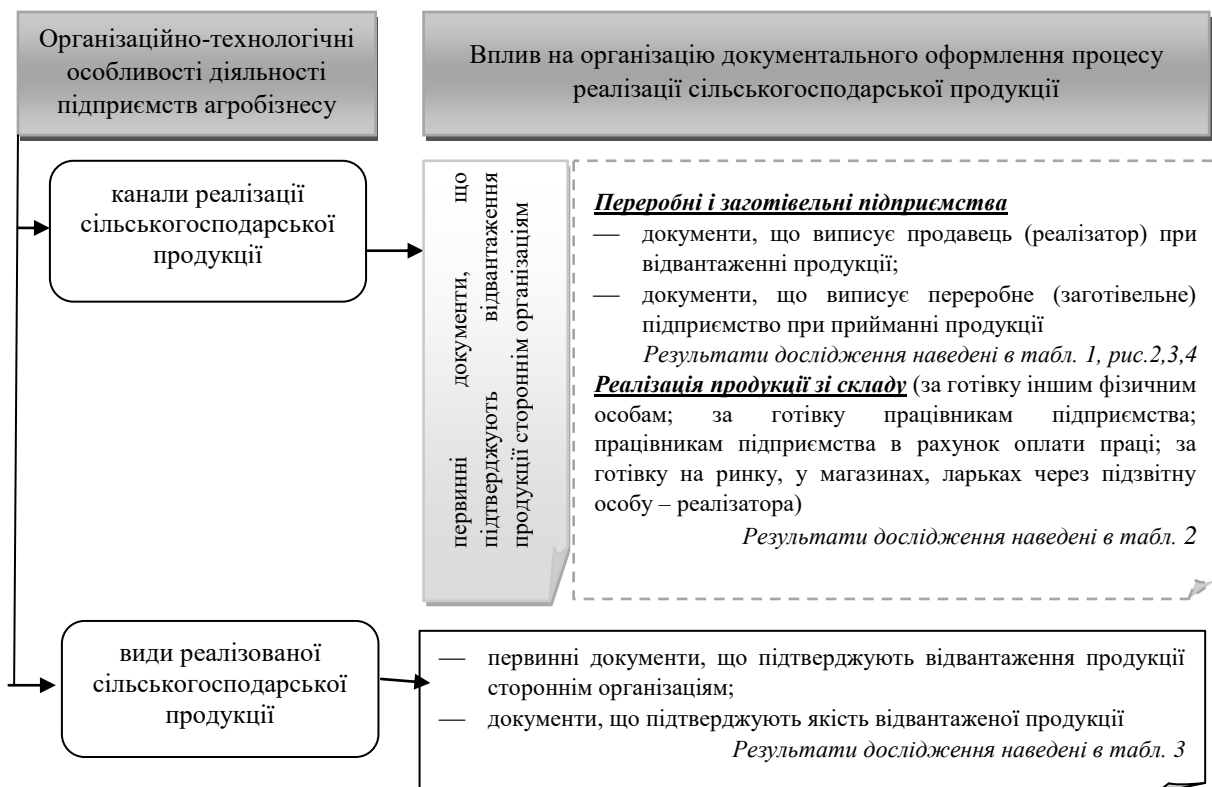 Організаційно-технологічні
особливості діяльності
підприємств агробізнесу
Вплив на організацію документального оформлення процесу
реалізації сільськогосподарської продукції
канали реалізації
сільськогосподарської
продукції
первинні документи, що
підтверджують відвантаження
продукції стороннім організаціям
Переробні і заготівельні підприємства
— документи, що виписує продавець (реалізатор) при
відвантаженні продукції;
— документи, що виписує переробне (заготівельне)
підприємство при прийманні продукції
Результати дослідження наведені в табл. 1, рис.2,3,4
Реалізація продукції зі складу (за готівку іншим фізичним
особам; за готівку працівникам підприємства;
працівникам підприємства в рахунок оплати праці; за
готівку на ринку, у магазинах, ларьках через підзвітну
особу – реалізатора)
Результати дослідження наведені в табл. 2
види реалізованої
сільськогосподарської
продукції
— первинні документи, що підтверджують відвантаження продукції
стороннім організаціям;
— документи, що підтверджують якість відвантаженої продукції
Результати дослідження наведені в табл. 3